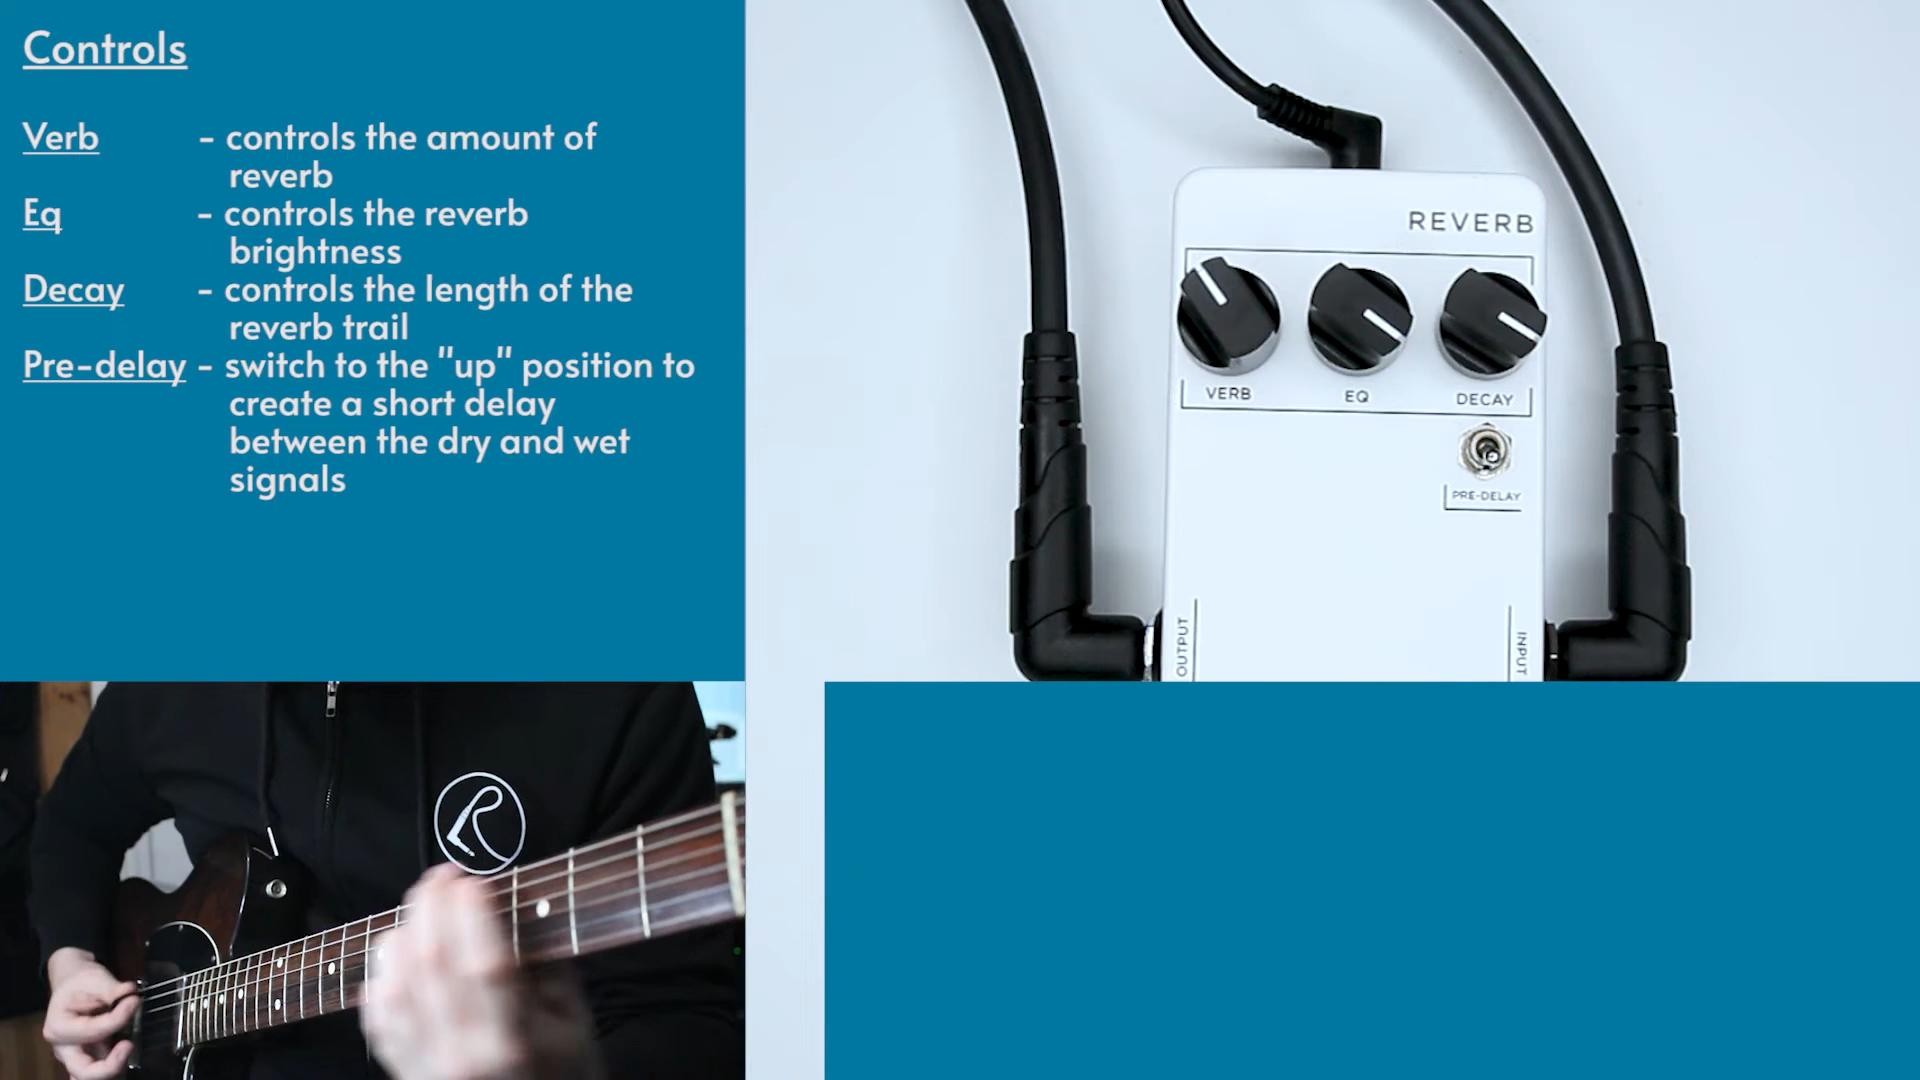 Controls
Verb - controls the amount of
reverb
Eq - controls the reverb
brightness
Decay - controls the length of the
reverb trail
Pre-delay - switch to the "up" position to
create a short delay
between the dry and wet
signals
REVERB
VERB EQ DECAY
PRE-DELAY
OUTPUT
INPUT
R